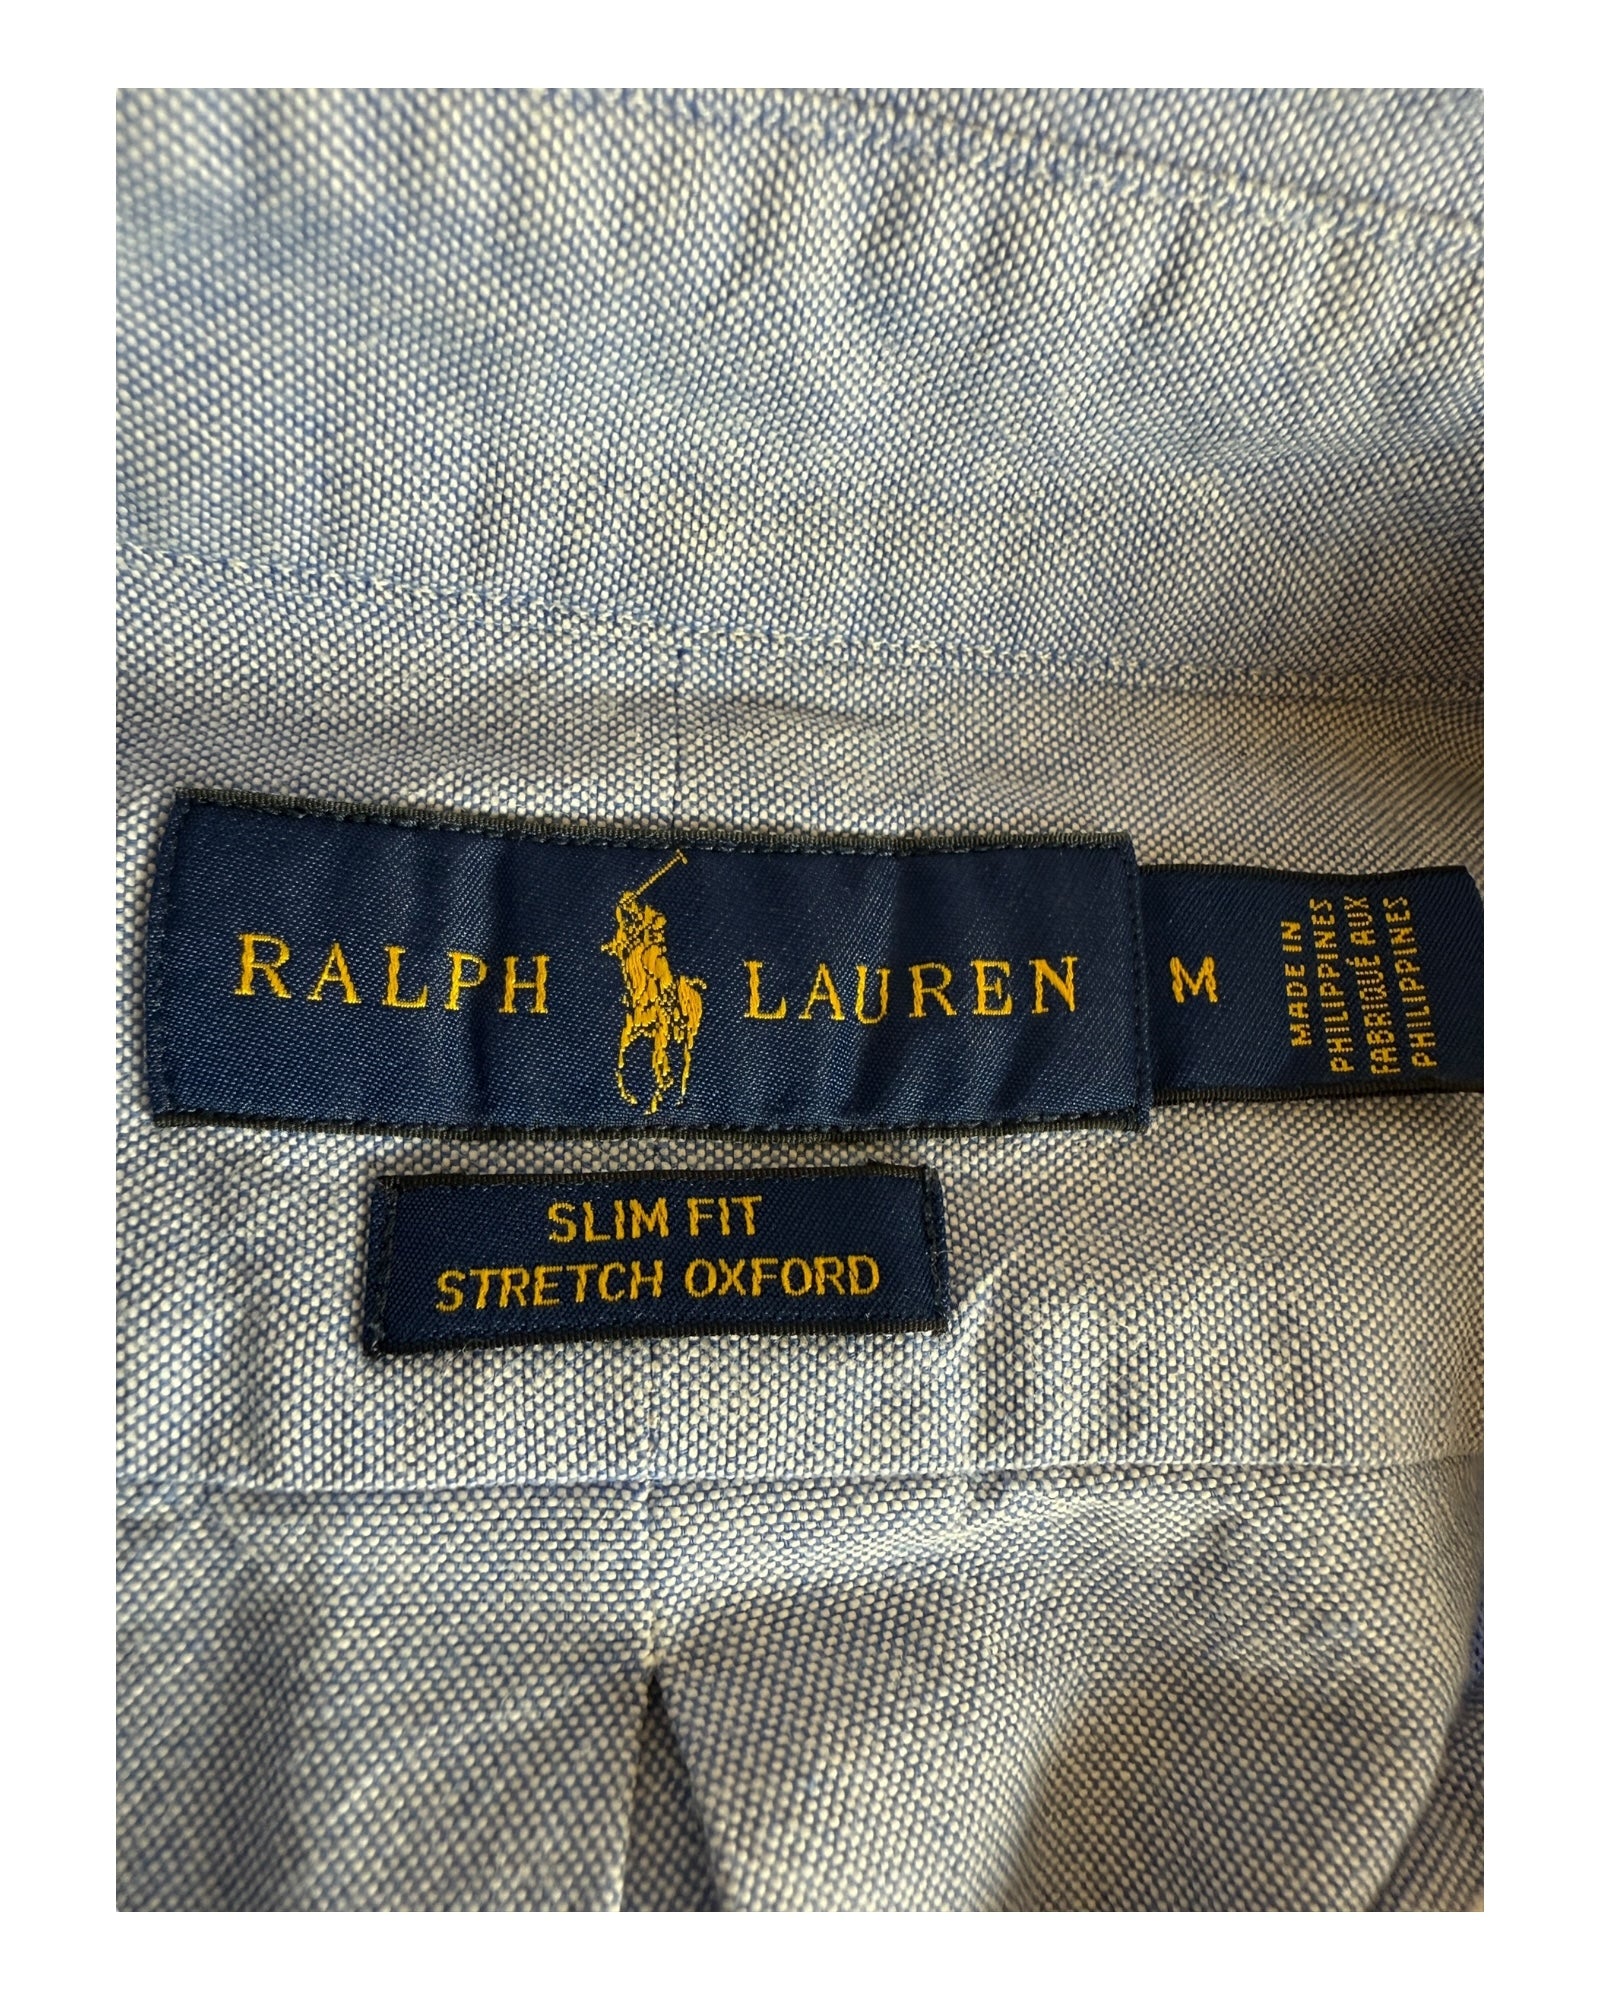 RALPH LAUREN
M
MADE IN
PHILIPPINES
FABRIQUÉ AUX
PHILIPPINES
SLIM FIT
STRETCH OXFORD